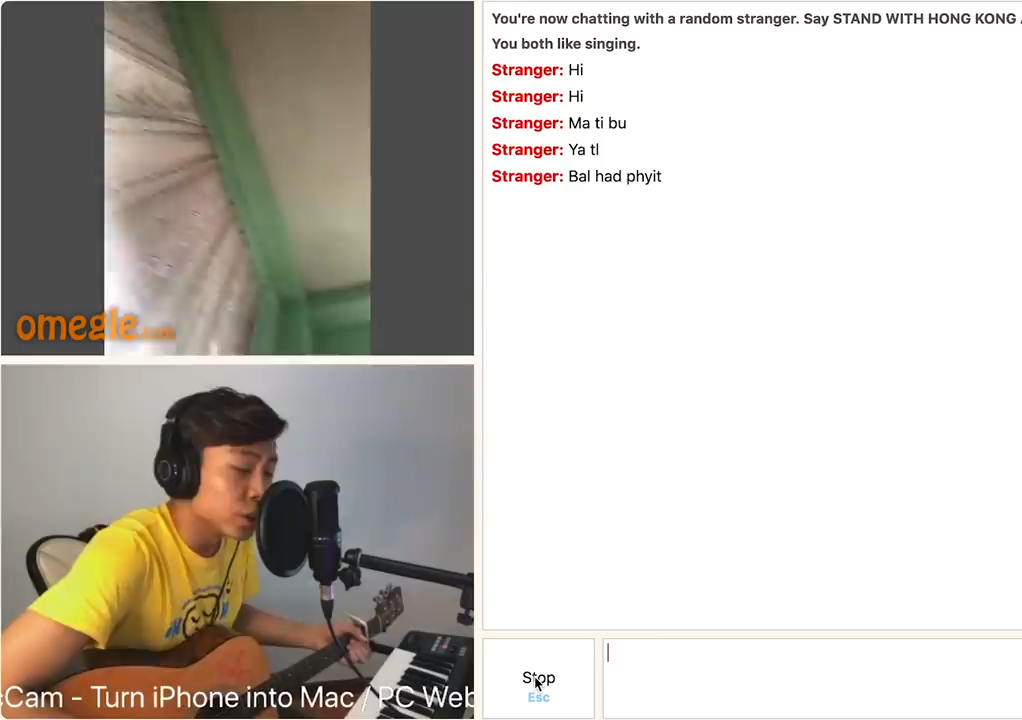 You're now chatting with a random stranger. Say STAND WITH HONG KONG
You both like singing.
Stranger: Hi
Stranger: Hi
Stranger: Ma ti bu
Stranger: Ya tl
Stranger: Bal had phyit
omegle.com
cCam - Turn iPhone into Mac / PC Web
Stop
Esc